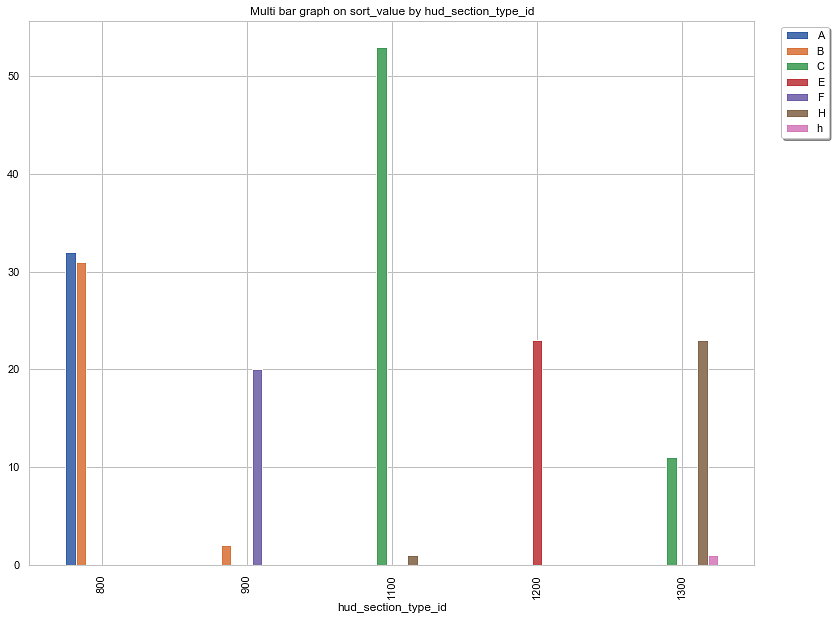 Multi bar graph on sort_value by hud_section_type_id
A
B
C
E
F
H
h
50
40
30
20
10
0
800
900
1100
1200
1300
hud_section_type_id